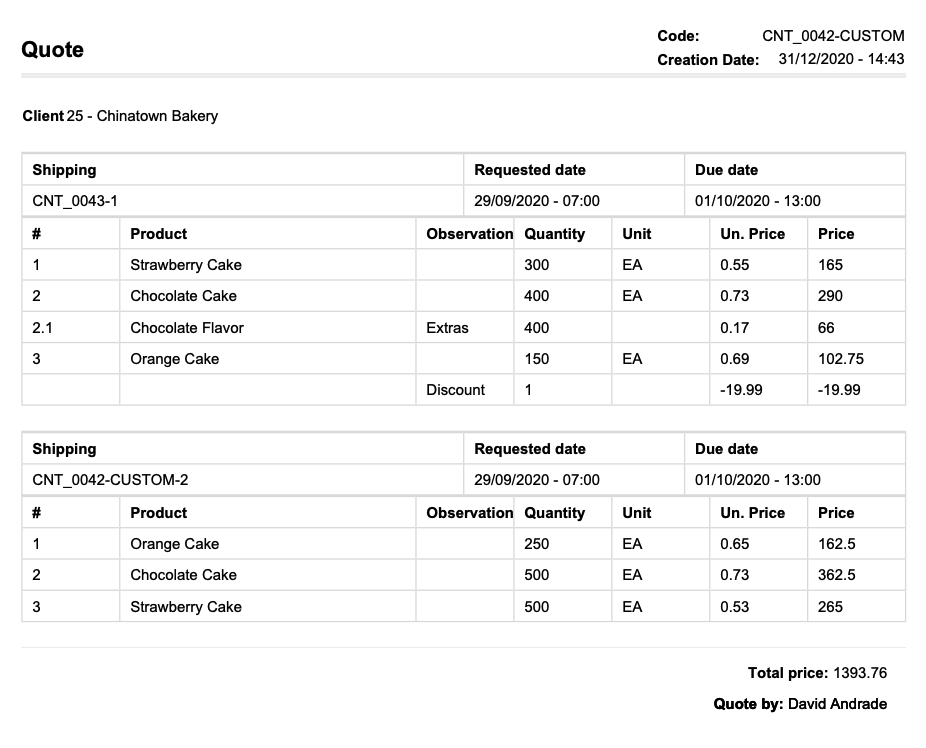 Quote
Code: CNT_0042-CUSTOM
Creation Date: 31/12/2020 - 14:43
Client 25 - Chinatown Bakery
Shipping Requested date Due date
CNT_0043-1 29/09/2020 - 07:00 01/10/2020 - 13:00
# Product Observation Quantity Unit Un. Price Price
1 Strawberry Cake 300 EA 0.55 165
2 Chocolate Cake 400 EA 0.73 290
2.1 Chocolate Flavor Extras 400 0.17 66
3 Orange Cake 150 EA 0.69 102.75
Discount 1 -19.99 -19.99
Shipping Requested date Due date
CNT_0042-CUSTOM-2 29/09/2020 - 07:00 01/10/2020 - 13:00
# Product Observation Quantity Unit Un. Price Price
1 Orange Cake 250 EA 0.65 162.5
2 Chocolate Cake 500 EA 0.73 362.5
3 Strawberry Cake 500 EA 0.53 265
Total price: 1393.76
Quote by: David Andrade